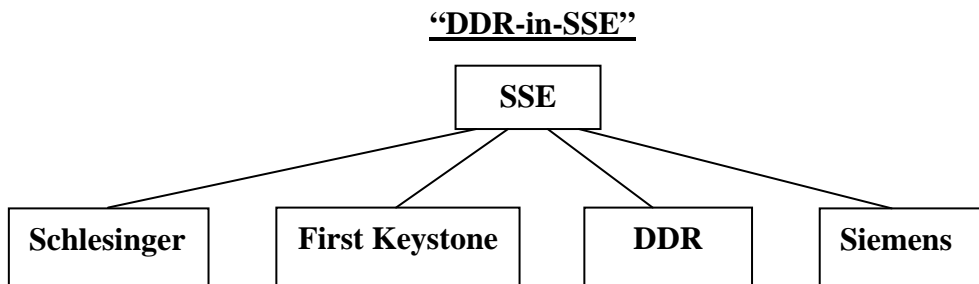 “DDR-in-SSE”
SSE
Schlesinger First Keystone DDR Siemens